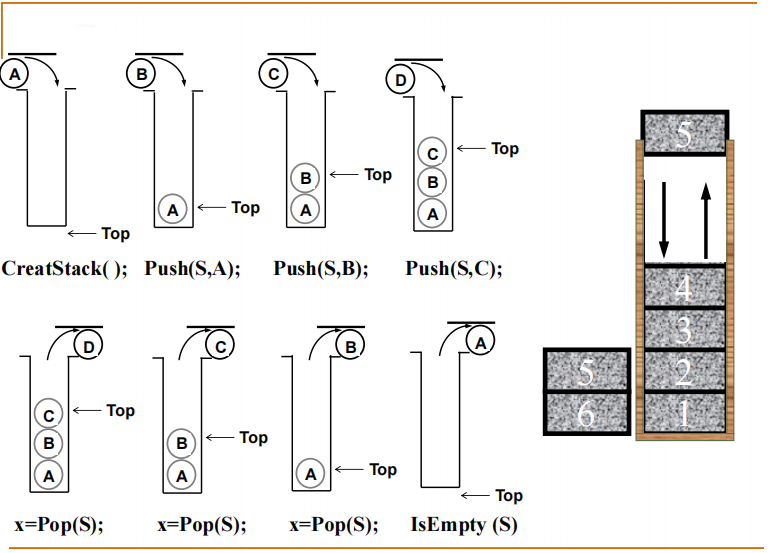 A B C D
C Top
B Top B
A Top A A
Top
CreatStack( ); Push(S,A); Push(S,B); Push(S,C);
D C B A
C Top
B B Top
A A A Top
Top
x=Pop(S); x=Pop(S); x=Pop(S); IsEmpty (S)
5
4
3
5 2
6 1